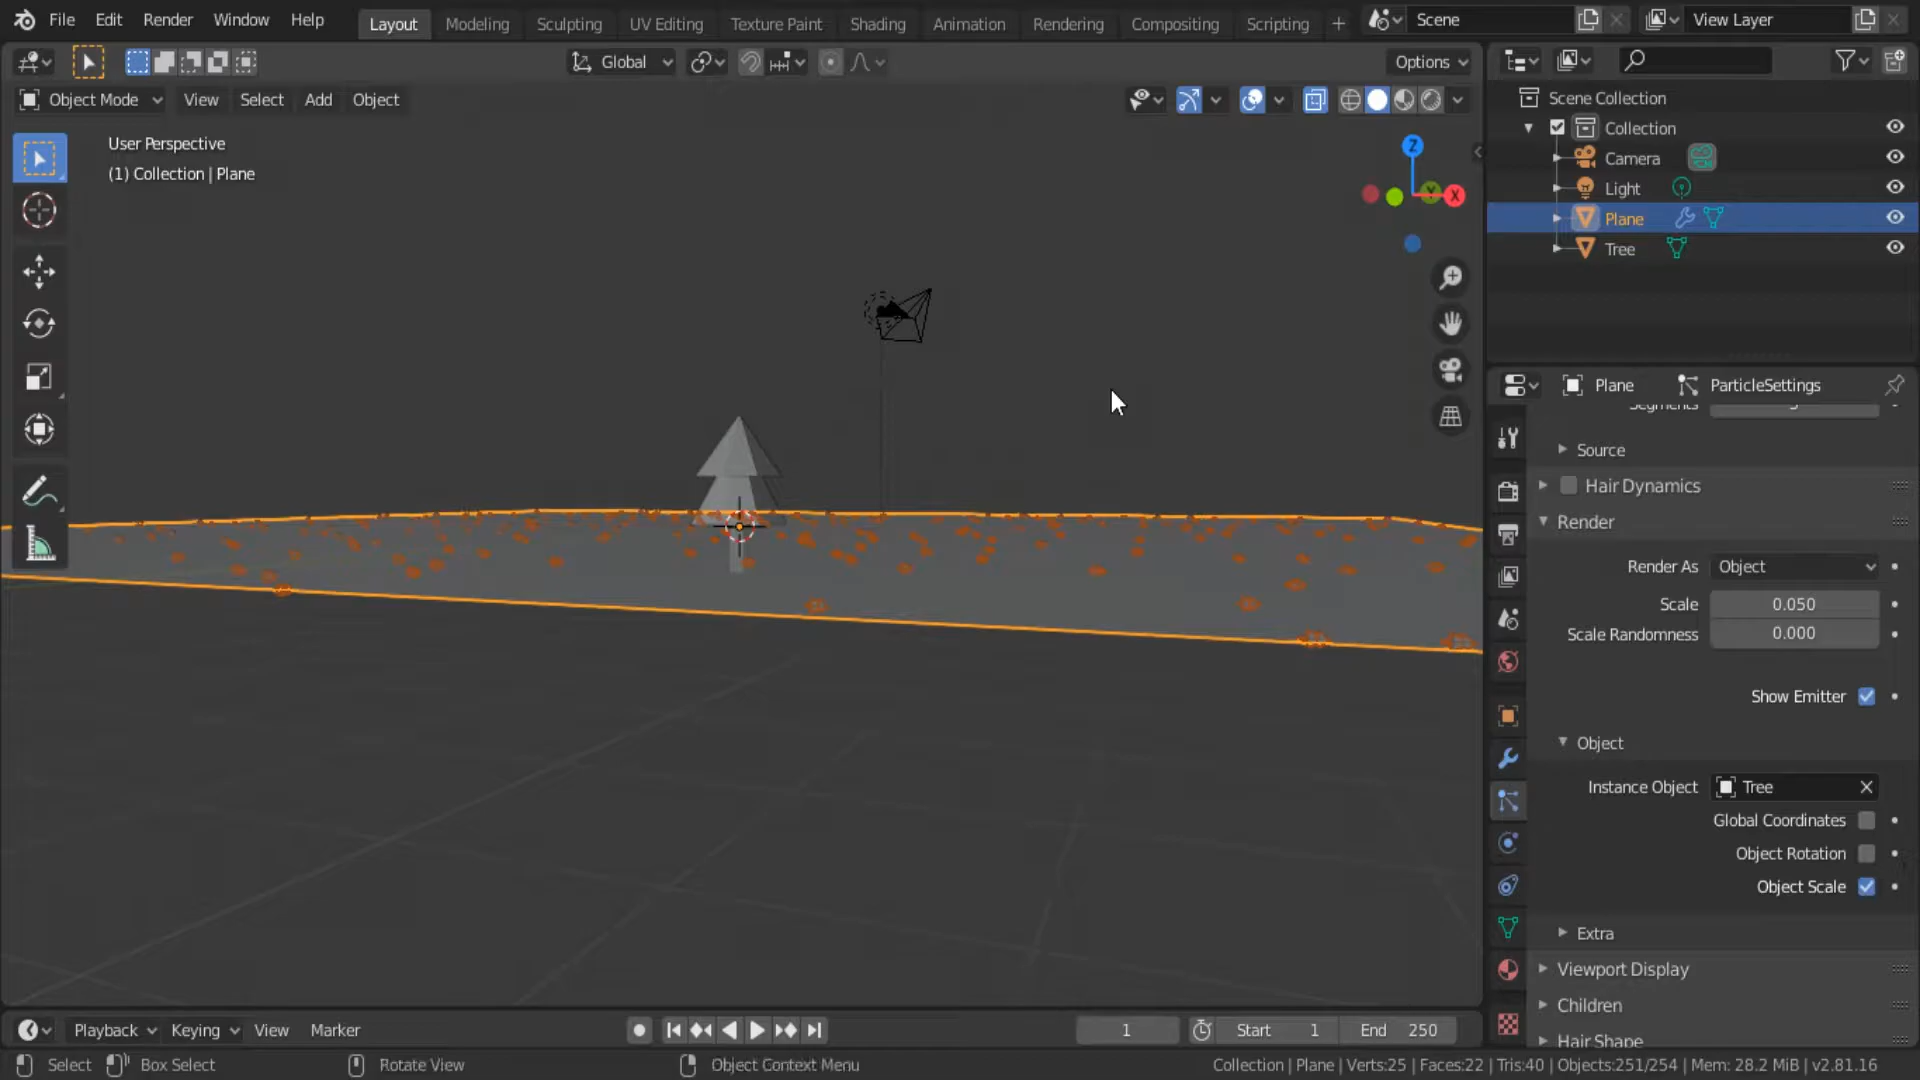 File Edit Render Window Help Layout Modeling Sculpting UV Editing Texture Paint Shading Animation Rendering Compositing Scripting + Scene View Layer
Global Options
Object Mode View Select Add Object
User Perspective
(1) Collection | Plane
Z
Y
X
Scene Collection
Collection
Camera
Light
Plane
Tree
Plane ParticleSettings
Segments
Source
Hair Dynamics
Render
Render As Object
Scale 0.050
Scale Randomness 0.000
Show Emitter
Object
Instance Object Tree
Global Coordinates
Object Rotation
Object Scale
Extra
Viewport Display
Children
Hair Shape
Playback Keying View Marker 1 Start 1 End 250
Select Box Select Rotate View Object Context Menu Collection | Plane | Verts:25 | Faces:22 | Tris:40 | Objects:251/254 | Mem: 28.2 MiB | v2.81.16